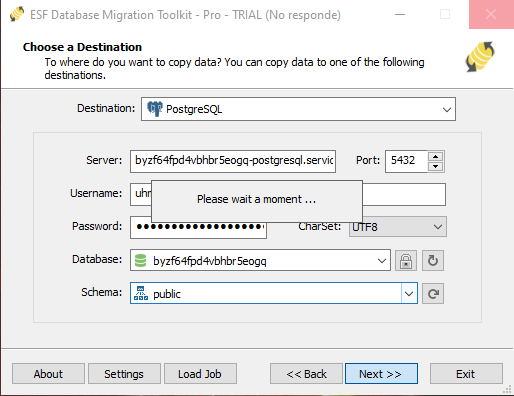 ESF Database Migration Toolkit - Pro - TRIAL (No responde)
Choose a Destination
To where do you want to copy data? You can copy data to one of the following
destinations.
Destination: PostgreSQL
Server: byzf64fpd4vbhbr5eogq-postgresql.servic Port: 5432
Please wait a moment ...
Username: uhr
Password: CharSet: UTF8
Database: byzf64fpd4vbhbr5eogq
Schema: public
About Settings Load Job << Back Next >> Exit